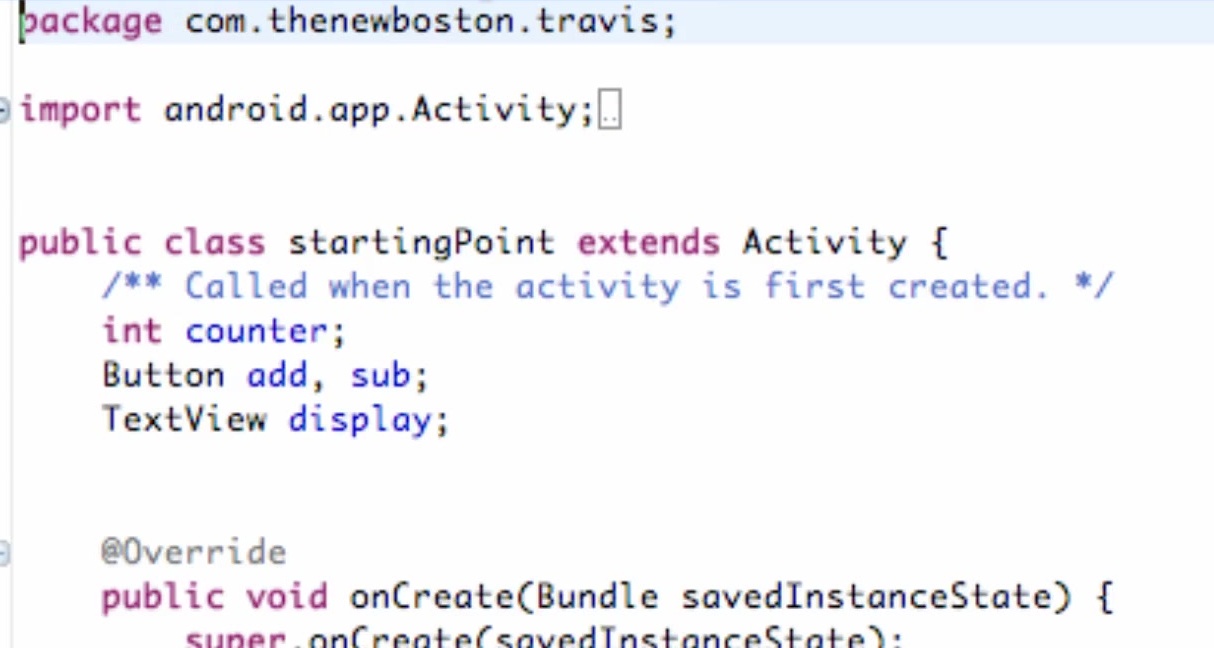 package com.thenewboston.travis;
import android.app.Activity;
public class startingPoint extends Activity {
/** Called when the activity is first created. */
int counter;
Button add, sub;
TextView display;
@Override
public void onCreate(Bundle savedInstanceState) {
super.onCreate(savedInstanceState);